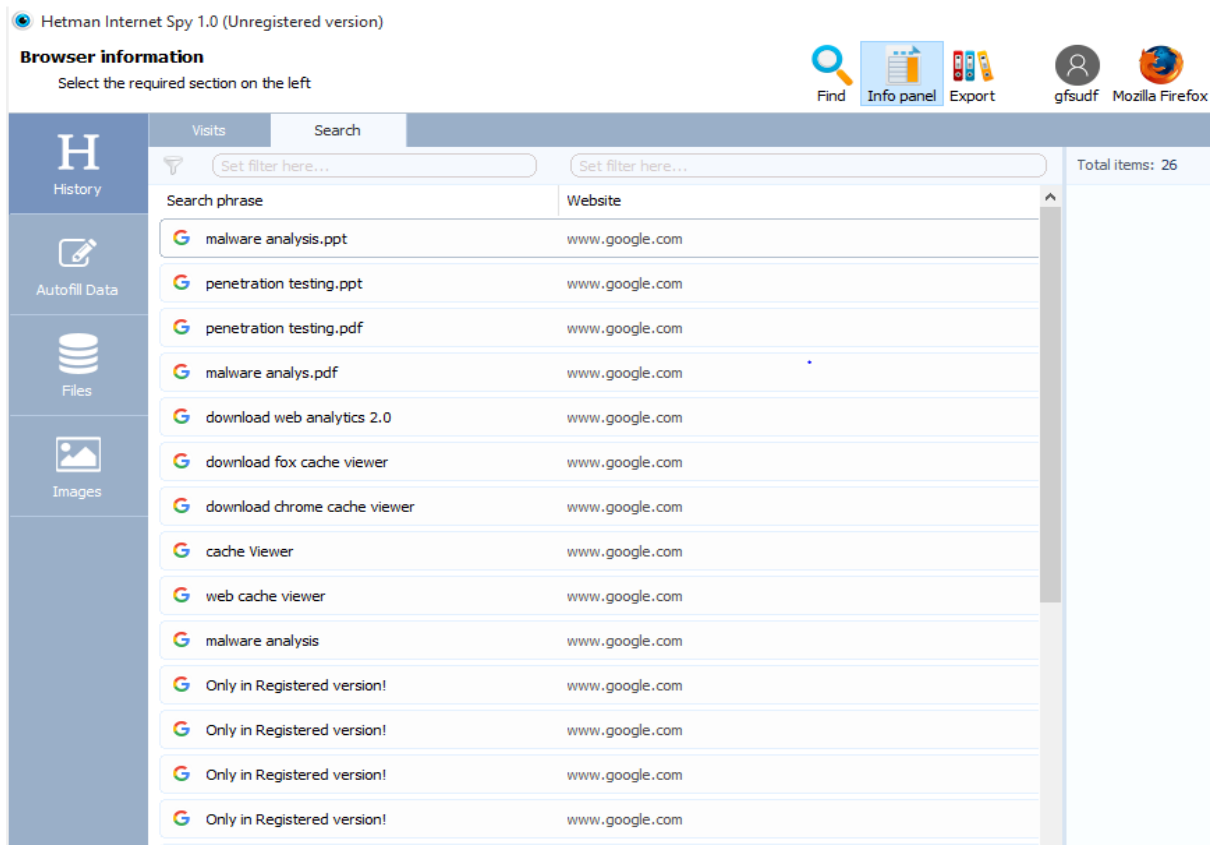 Hetman Internet Spy 1.0 (Unregistered version)
Browser information
Select the required section on the left
Find Info panel Export gfsudf Mozilla Firefox
Visits Search
H
History
Set filter here... Set filter here... Total items: 26
Search phrase Website
malware analysis.ppt www.google.com
penetration testing.ppt www.google.com
Autofill Data
penetration testing.pdf www.google.com
malware analys.pdf www.google.com
Files
download web analytics 2.0 www.google.com
download fox cache viewer www.google.com
Images
download chrome cache viewer www.google.com
cache Viewer www.google.com
web cache viewer www.google.com
malware analysis www.google.com
Only in Registered version! www.google.com
Only in Registered version! www.google.com
Only in Registered version! www.google.com
Only in Registered version! www.google.com